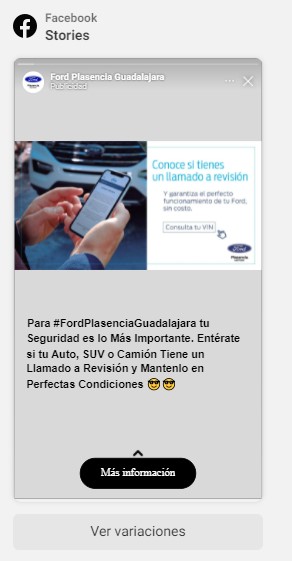 Facebook
Stories
Ford Plasencia Guadalajara
Publicidad
Conoce si tienes
un llamado a revisión
Y garantiza el perfecto
funcionamiento de tu Ford,
sin costo.
Consulta tu VIN
Ford
Plasencia
Para #FordPlasenciaGuadalajara tu
Seguridad es lo Más Importante. Entérate
si tu Auto, SUV o Camión Tiene un
Llamado a Revisión y Mantenlo en
Perfectas Condiciones 😎😎
Más información
Ver variaciones